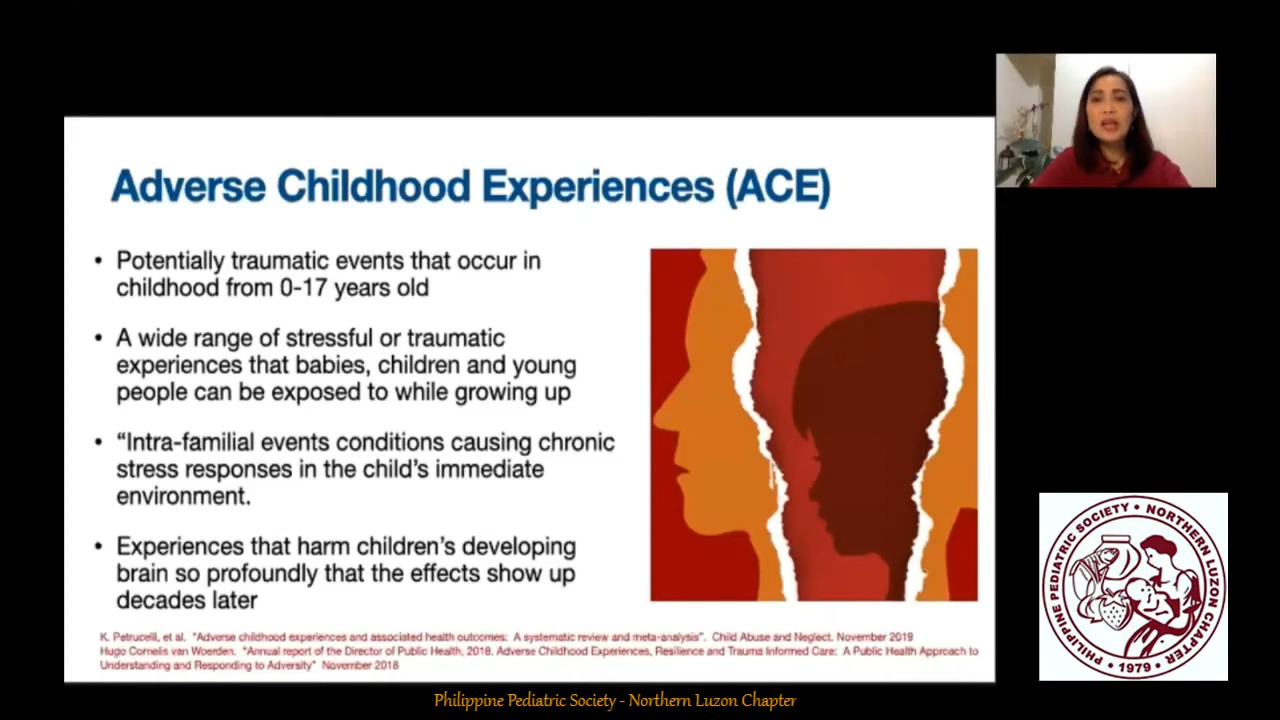 Adverse Childhood Experiences (ACE)
• Potentially traumatic events that occur in
childhood from 0-17 years old
• A wide range of stressful or traumatic
experiences that babies, children and young
people can be exposed to while growing up
• “Intra-familial events conditions causing chronic
stress responses in the child’s immediate
environment.
• Experiences that harm children’s developing
brain so profoundly that the effects show up
decades later
K. Petrucelli, et al. "Adverse childhood experiences and associated health outcomes: A systematic review and meta-analysis". Child Abuse and Neglect. November 2019
Hugo Cornelis van Woerden. "Annual report of the Director of Public Health, 2018. Adverse Childhood Experiences, Resilience and Trauma Informed Care: A Public Health Approach to
Understanding and Responding to Adversity" November 2018
PHILIPPINE PEDIATRIC SOCIETY • NORTHERN LUZON CHAPTER
• 1979 •
Philippine Pediatric Society - Northern Luzon Chapter